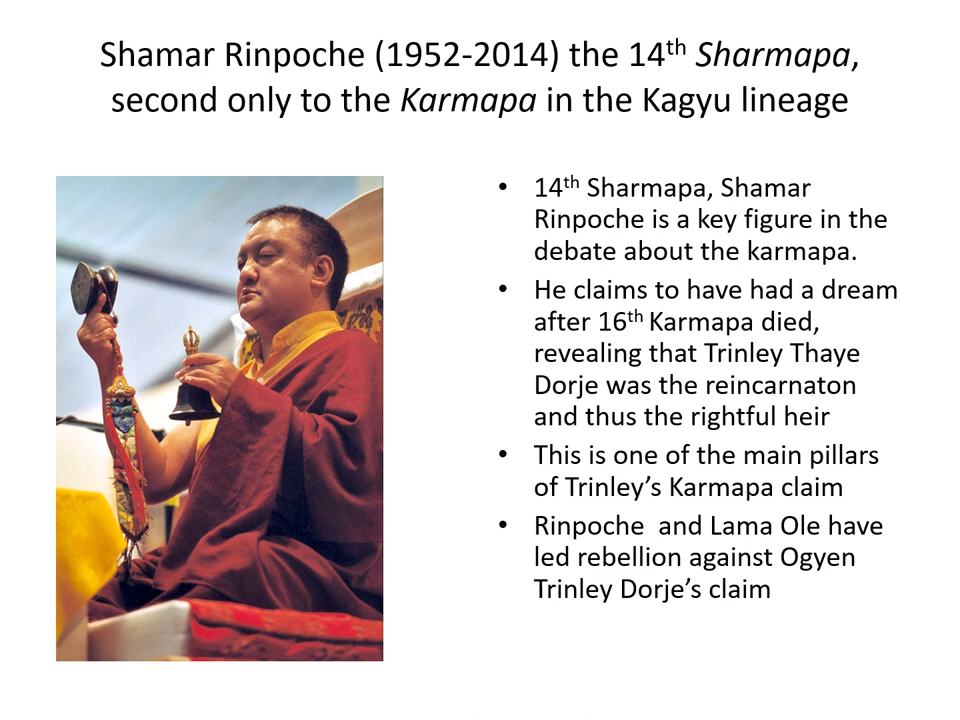 Shamar Rinpoche (1952-2014) the 14th Sharmapa,
second only to the Karmapa in the Kagyu lineage
• 14th Sharmapa, Shamar
Rinpoche is a key figure in the
debate about the karmapa.
• He claims to have had a dream
after 16th Karmapa died,
revealing that Trinley Thaye
Dorje was the reincarnaton
and thus the rightful heir
• This is one of the main pillars
of Trinley’s Karmapa claim
• Rinpoche  and Lama Ole have
led rebellion against Ogyen
Trinley Dorje’s claim